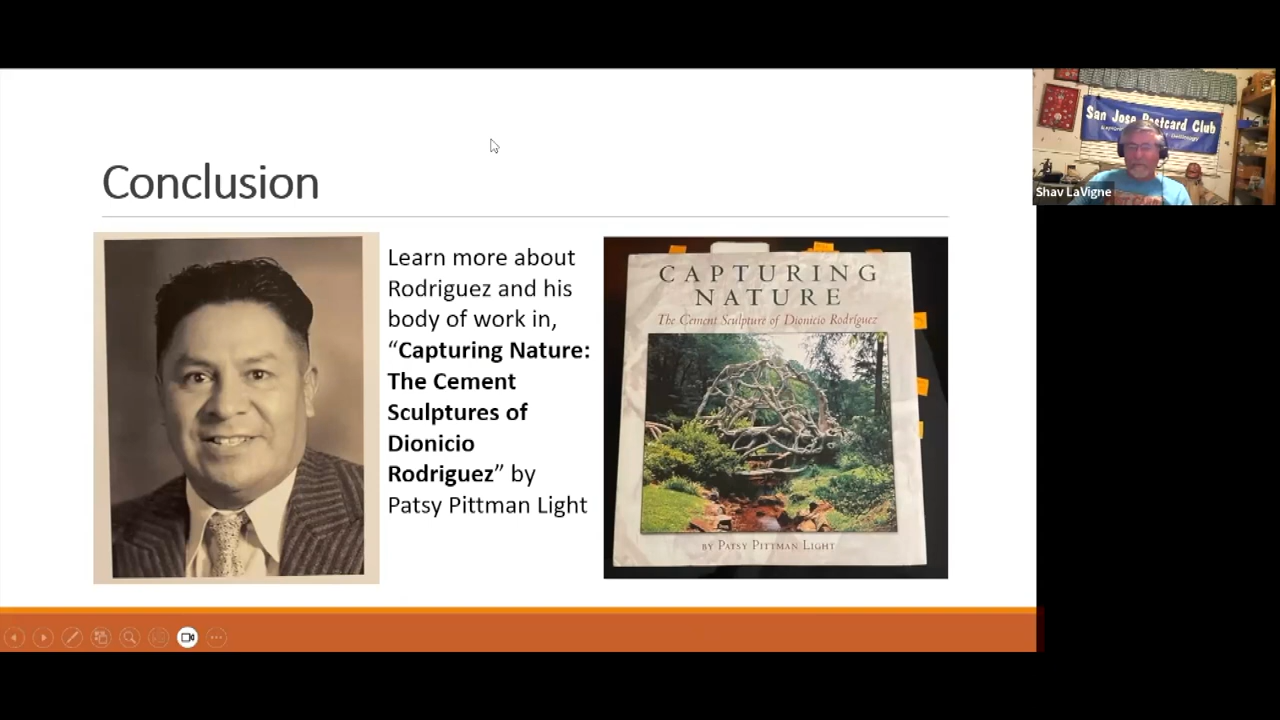 Conclusion
Learn more about
Rodriguez and his
body of work in,
“Capturing Nature:
The Cement
Sculptures of
Dionicio
Rodriguez” by
Patsy Pittman Light
CAPTURING
NATURE
The Cement Sculpture of Dionicio Rodríguez
BY PATSY PITTMAN LIGHT
San Jose Postcard Club
Shav LaVigne